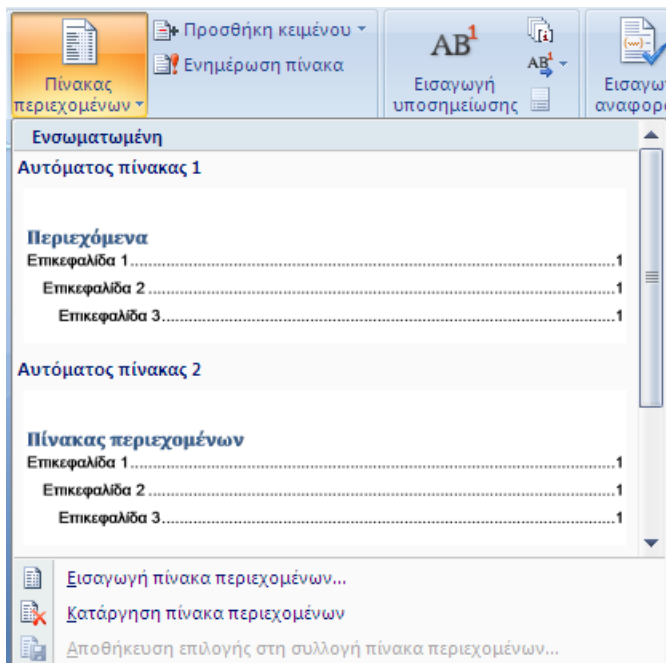 Πίνακας
περιεχομένων
Προσθήκη κειμένου
Ενημέρωση πίνακα
AB1
Εισαγωγή
υποσημείωσης
AB1
Ενσωματωμένη
Αυτόματος πίνακας 1
Περιεχόμενα
Επικεφαλίδα 1....................1
Επικεφαλίδα 2....................1
Επικεφαλίδα 3....................1
Αυτόματος πίνακας 2
Πίνακας περιεχομένων
Επικεφαλίδα 1....................1
Επικεφαλίδα 2....................1
Επικεφαλίδα 3....................1
Εισαγωγή πίνακα περιεχομένων...
Κατάργηση πίνακα περιεχομένων
Αποθήκευση επιλογής στη συλλογή πίνακα περιεχομένων...